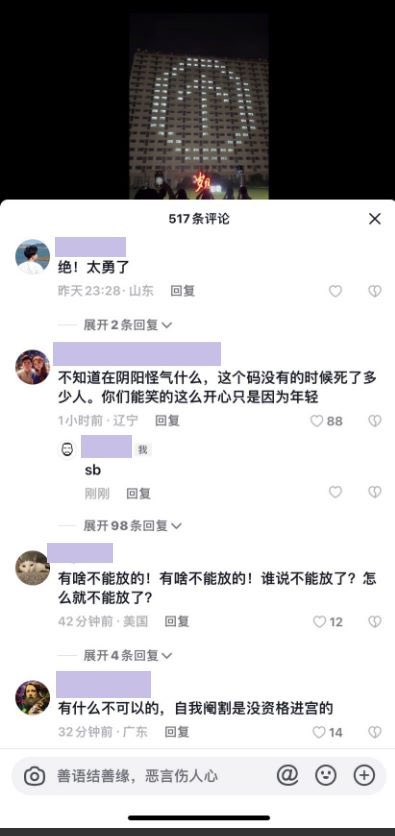 岁月
517条评论
绝！太勇了
昨天23:28·山东 回复
展开2条回复
不知道在阴阳怪气什么，这个码没有的时候死了多
少人。你们能笑的这么开心只是因为年轻
1小时前·辽宁 回复 88
我
sb
刚刚 回复
展开98条回复
有啥不能放的！有啥不能放的！谁说不能放了？怎
么就不能放了？
42分钟前·美国 回复 12
展开4条回复
有什么不可以的，自我阉割是没资格进宫的
32分钟前·广东 回复 14
善语结善缘，恶言伤人心